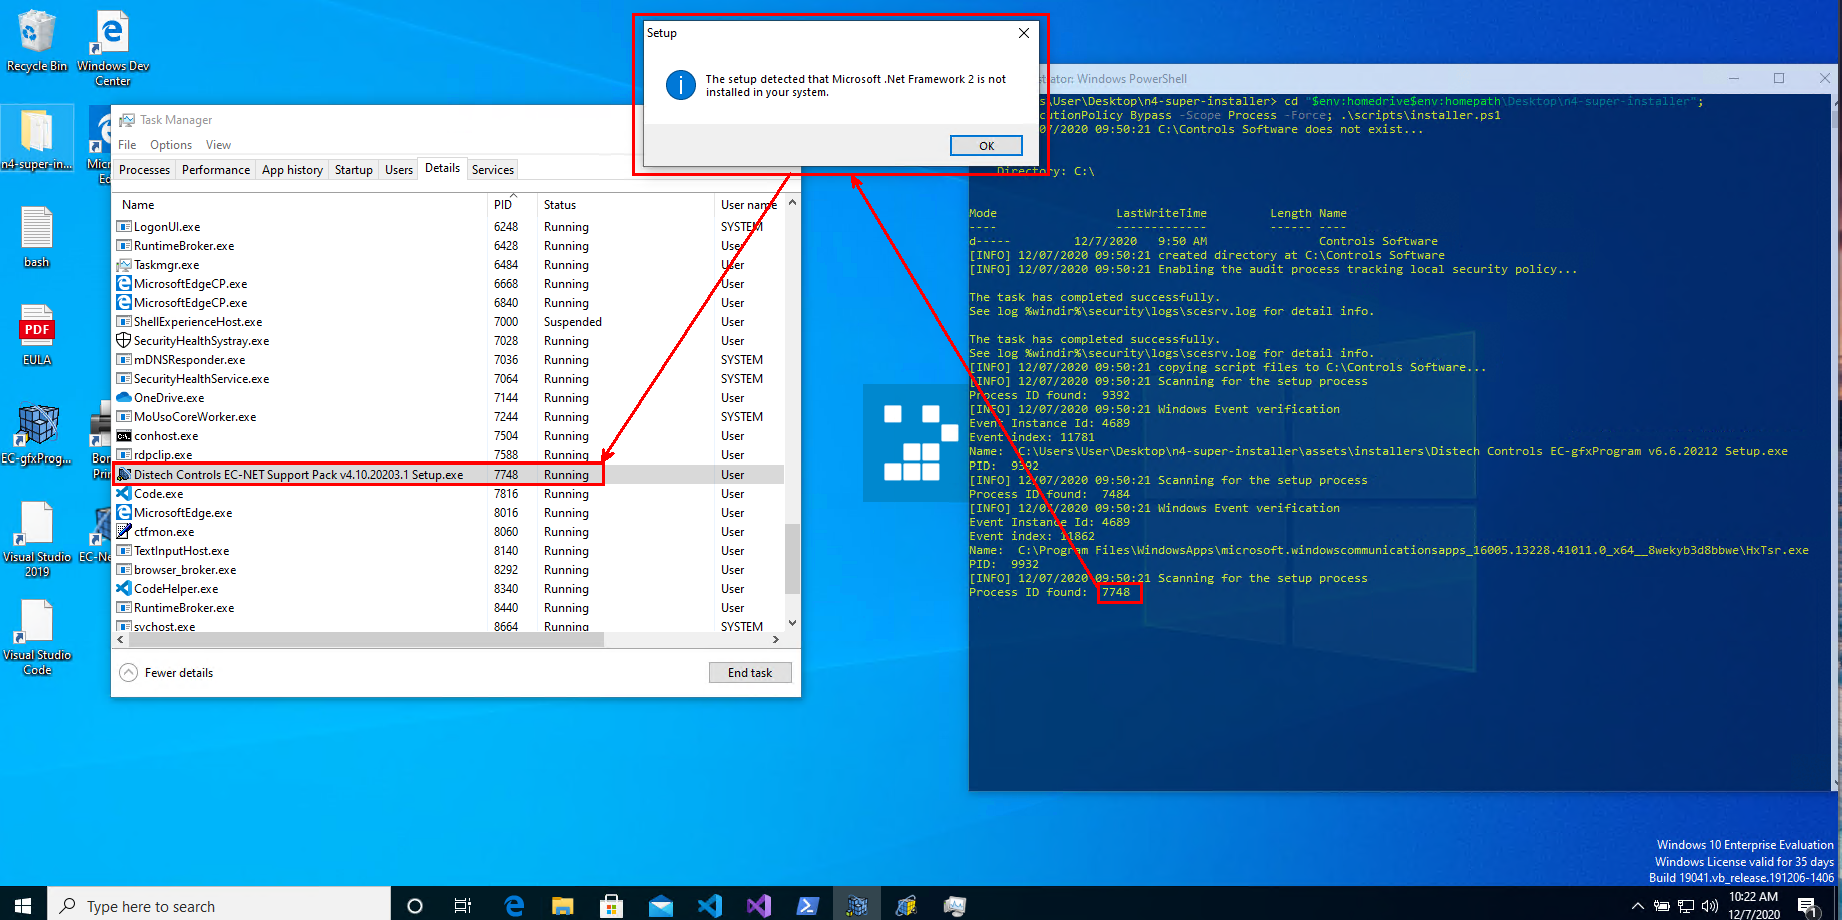 Recycle Bin
Windows Dev
Center
n4-super-in...
bash
PDF
EULA
EC-gfxProg...
Visual Studio
2019
Visual Studio
Code
Setup
The setup detected that Microsoft .Net Framework 2 is not
installed in your system.
OK
Task Manager
File Options View
Processes Performance App history Startup Users Details Services
Name PID Status User name
LogonUI.exe 6248 Running SYSTEM
RuntimeBroker.exe 6428 Running User
Taskmgr.exe 6484 Running User
MicrosoftEdgeCP.exe 6668 Running User
MicrosoftEdgeCP.exe 6840 Running User
ShellExperienceHost.exe 7000 Suspended User
SecurityHealthSystray.exe 7028 Running User
mDNSResponder.exe 7036 Running SYSTEM
SecurityHealthService.exe 7064 Running SYSTEM
OneDrive.exe 7144 Running User
MoUsoCoreWorker.exe 7244 Running SYSTEM
conhost.exe 7504 Running User
rdpclip.exe 7588 Running User
Distech Controls EC-NET Support Pack v4.10.20203.1 Setup.exe 7748 Running User
Code.exe 7816 Running User
MicrosoftEdge.exe 8016 Running User
ctfmon.exe 8060 Running User
TextInputHost.exe 8140 Running User
browser_broker.exe 8292 Running User
CodeHelper.exe 8340 Running User
RuntimeBroker.exe 8440 Running User
svchost.exe 8664 Running SYSTEM
Fewer details End task
Windows PowerShell
\User\Desktop\n4-super-installer> cd "$env:homedrive$env:homepath\Desktop\n4-super-installer";
Bypass -Scope Process -Force; .\scripts\installer.ps1
/2020 09:50:21 C:\Controls Software does not exist...
Directory: C:\
Mode LastWriteTime Length Name
---- ------------- ------ ----
d----- 12/7/2020 9:50 AM Controls Software
[INFO] 12/07/2020 09:50:21 created directory at C:\Controls Software
[INFO] 12/07/2020 09:50:21 Enabling the audit process tracking local security policy...
The task has completed successfully.
See log %windir%\security\logs\scesrv.log for detail info.
The task has completed successfully.
See log %windir%\security\logs\scesrv.log for detail info.
[INFO] 12/07/2020 09:50:21 copying script files to C:\Controls Software...
[INFO] 12/07/2020 09:50:21 Scanning for the setup process
Process ID found: 9392
[INFO] 12/07/2020 09:50:21 Windows Event verification
Event Instance Id: 4689
Event index: 11781
Name: C:\Users\User\Desktop\n4-super-installer\assets\installers\Distech Controls EC-gfxProgram v6.6.20212 Setup.exe
PID: 9392
[INFO] 12/07/2020 09:50:21 Scanning for the setup process
Process ID found: 7484
[INFO] 12/07/2020 09:50:21 Windows Event verification
Event Instance Id: 4689
Event index: 11862
Name: C:\Program Files\WindowsApps\microsoft.windowscommunicationsapps_16005.13228.41011.0_x64__8wekyb3d8bbwe\HxTsr.exe
PID: 9932
[INFO] 12/07/2020 09:50:21 Scanning for the setup process
Process ID found: 7748
Windows 10 Enterprise Evaluation
Windows License valid for 35 days
Build 19041.vb_release.191206-1406
Type here to search
10:22 AM
12/7/2020
1